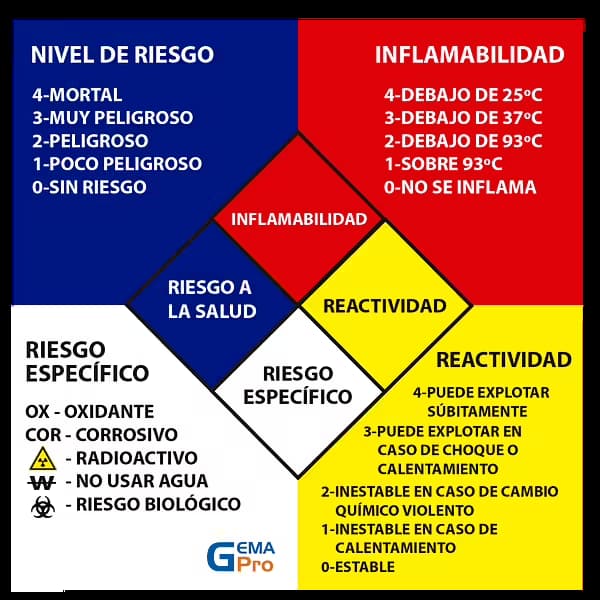 NIVEL DE RIESGO
4-MORTAL
3-MUY PELIGROSO
2-PELIGROSO
1-POCO PELIGROSO
0-SIN RIESGO
INFLAMABILIDAD
4-DEBAJO DE 25ºC
3-DEBAJO DE 37ºC
2-DEBAJO DE 93ºC
1-SOBRE 93ºC
0-NO SE INFLAMA
INFLAMABILIDAD
RIESGO A
LA SALUD
REACTIVIDAD
RIESGO
ESPECÍFICO
RIESGO
ESPECÍFICO
OX - OXIDANTE
COR - CORROSIVO
- RADIOACTIVO
W - NO USAR AGUA
- RIESGO BIOLÓGICO
REACTIVIDAD
4-PUEDE EXPLOTAR
SÚBITAMENTE
3-PUEDE EXPLOTAR EN
CASO DE CHOQUE O
CALENTAMIENTO
2-INESTABLE EN CASO DE CAMBIO
QUÍMICO VIOLENTO
1-INESTABLE EN CASO DE
CALENTAMIENTO
0-ESTABLE
GEMA
Pro